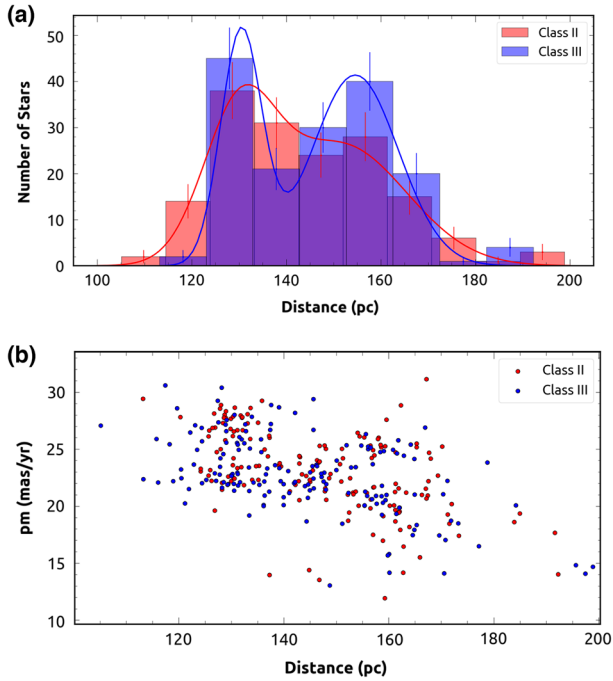 (a)
Class II
Class III
50
40
30
20
10
0
Number of Stars
100
120
140
160
180
200
Distance (pc)
(b)
Class II
Class III
30
25
20
15
10
pm (mas/yr)
120
140
160
180
200
Distance (pc)